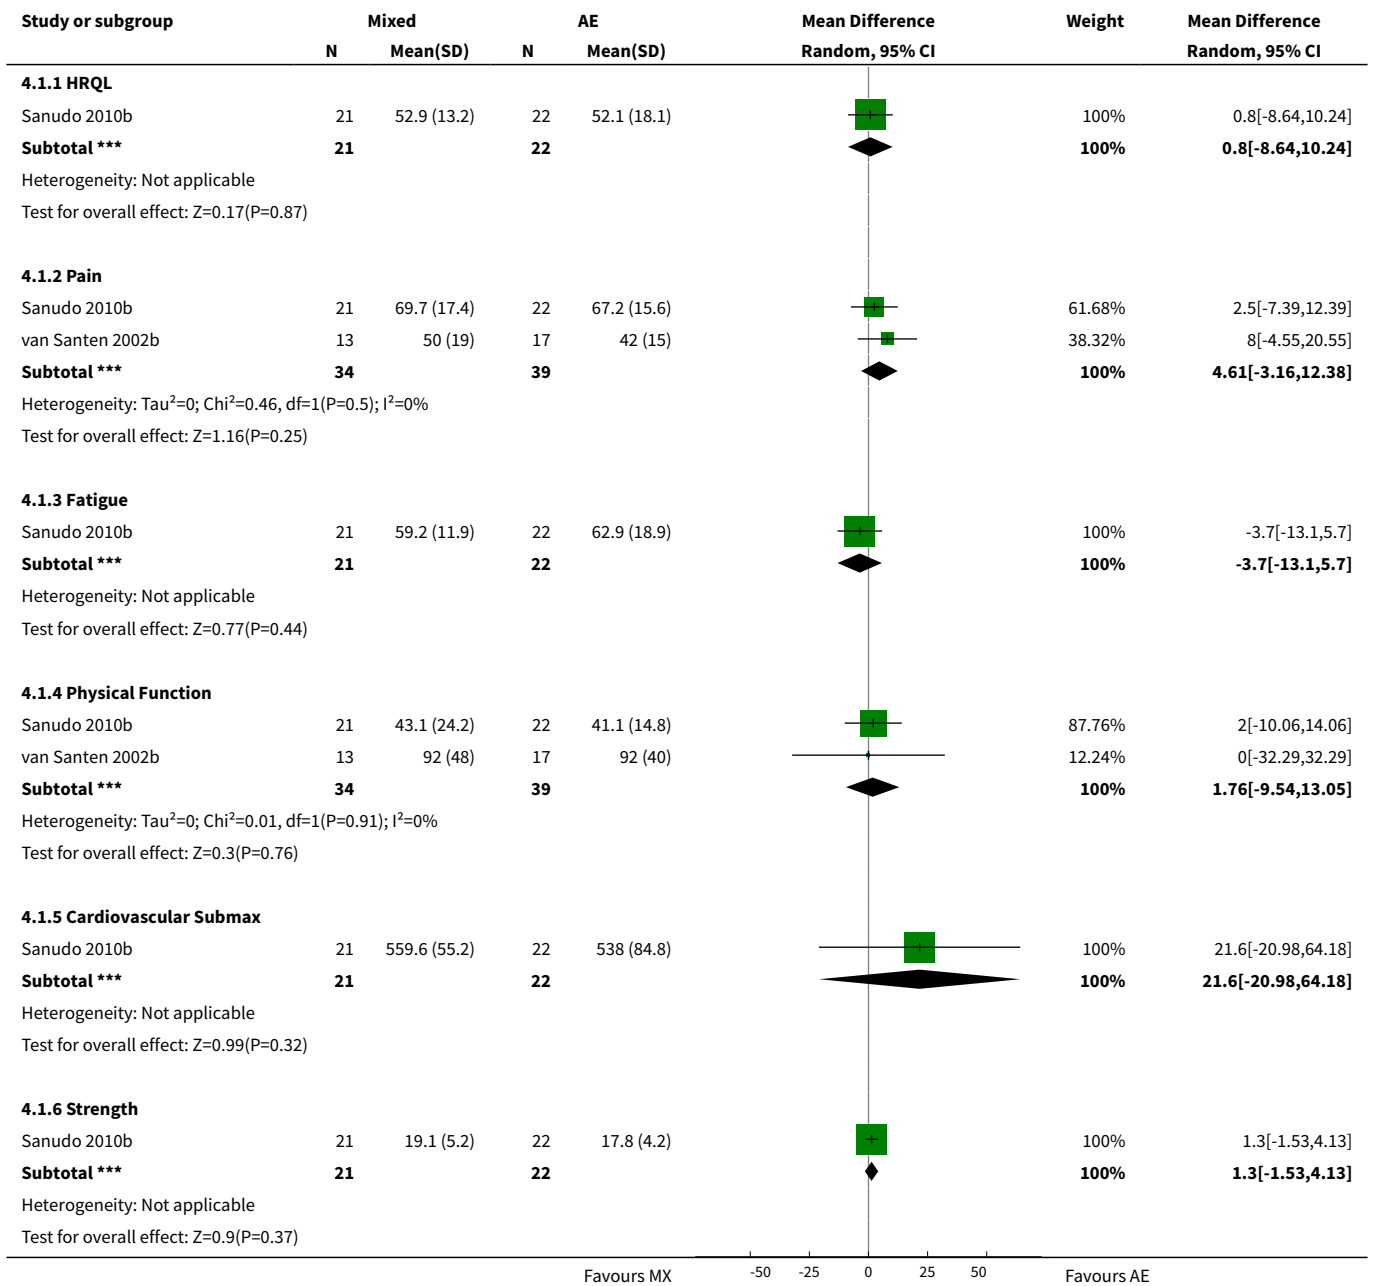 Study or subgroup Mixed AE Mean Difference Weight Mean Difference
N Mean(SD) N Mean(SD) Random, 95% CI Random, 95% CI
4.1.1 HRQL
Sanudo 2010b 21 52.9 (13.2) 22 52.1 (18.1) 100% 0.8[-8.64,10.24]
Subtotal *** 21 22 100% 0.8[-8.64,10.24]
Heterogeneity: Not applicable
Test for overall effect: Z=0.17(P=0.87)
4.1.2 Pain
Sanudo 2010b 21 69.7 (17.4) 22 67.2 (15.6) 61.68% 2.5[-7.39,12.39]
van Santen 2002b 13 50 (19) 17 42 (15) 38.32% 8[-4.55,20.55]
Subtotal *** 34 39 100% 4.61[-3.16,12.38]
Heterogeneity: Tau²=0; Chi²=0.46, df=1(P=0.5); I²=0%
Test for overall effect: Z=1.16(P=0.25)
4.1.3 Fatigue
Sanudo 2010b 21 59.2 (11.9) 22 62.9 (18.9) 100% -3.7[-13.1,5.7]
Subtotal *** 21 22 100% -3.7[-13.1,5.7]
Heterogeneity: Not applicable
Test for overall effect: Z=0.77(P=0.44)
4.1.4 Physical Function
Sanudo 2010b 21 43.1 (24.2) 22 41.1 (14.8) 87.76% 2[-10.06,14.06]
van Santen 2002b 13 92 (48) 17 92 (40) 12.24% 0[-32.29,32.29]
Subtotal *** 34 39 100% 1.76[-9.54,13.05]
Heterogeneity: Tau²=0; Chi²=0.01, df=1(P=0.91); I²=0%
Test for overall effect: Z=0.3(P=0.76)
4.1.5 Cardiovascular Submax
Sanudo 2010b 21 559.6 (55.2) 22 538 (84.8) 100% 21.6[-20.98,64.18]
Subtotal *** 21 22 100% 21.6[-20.98,64.18]
Heterogeneity: Not applicable
Test for overall effect: Z=0.99(P=0.32)
4.1.6 Strength
Sanudo 2010b 21 19.1 (5.2) 22 17.8 (4.2) 100% 1.3[-1.53,4.13]
Subtotal *** 21 22 100% 1.3[-1.53,4.13]
Heterogeneity: Not applicable
Test for overall effect: Z=0.9(P=0.37)
Favours MX -50 -25 0 25 50 Favours AE